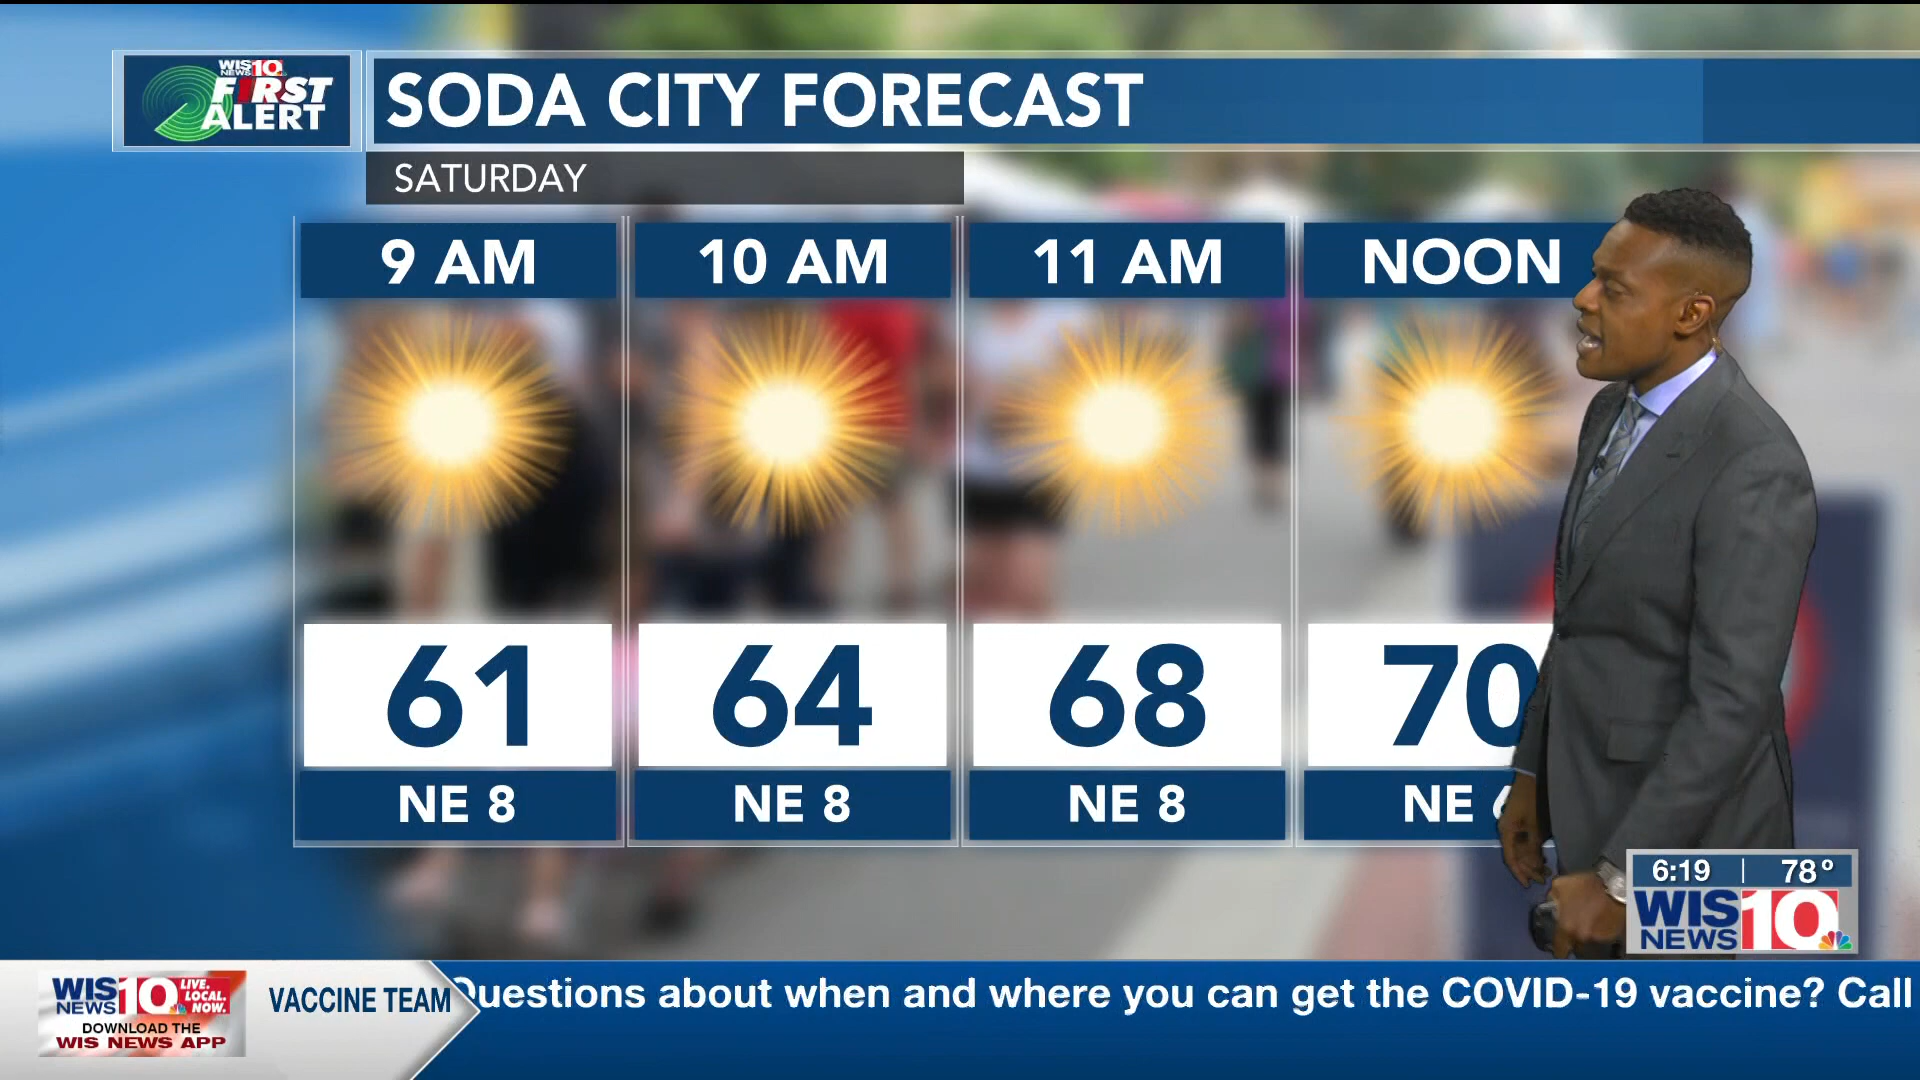 WIS
NEWS 10
FIRST
ALERT
SODA CITY FORECAST
SATURDAY
9 AM
10 AM
11 AM
NOON
61
64
68
70
NE 8
NE 8
NE 8
NE
6:19 | 78°
WIS
NEWS 10
WIS
NEWS 10
LIVE.
LOCAL.
NOW.
DOWNLOAD THE
WIS NEWS APP
VACCINE TEAM
Questions about when and where you can get the COVID-19 vaccine? Call